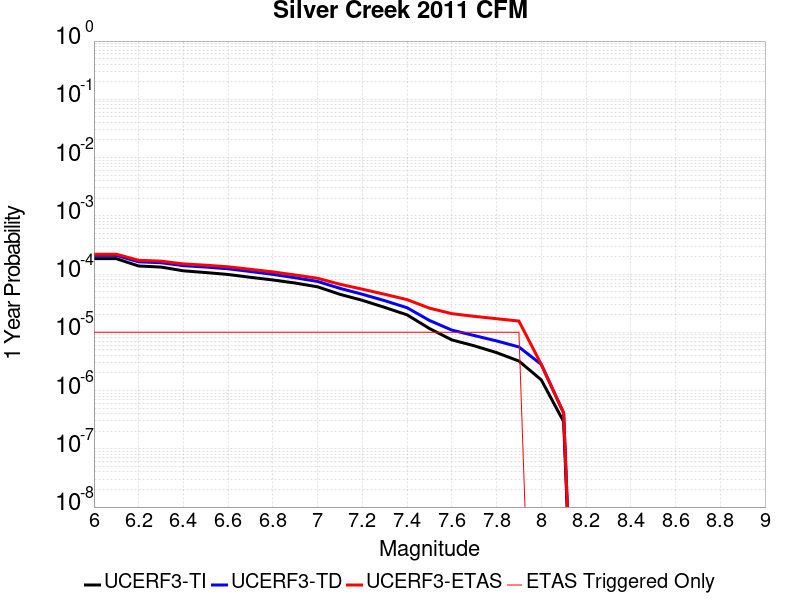 Silver Creek 2011 CFM
10^0
10^-1
10^-2
10^-3
10^-4
10^-5
10^-6
10^-7
10^-8
1 Year Probability
6 6.2 6.4 6.6 6.8 7 7.2 7.4 7.6 7.8 8 8.2 8.4 8.6 8.8 9
Magnitude
UCERF3-TI UCERF3-TD UCERF3-ETAS ETAS Triggered Only